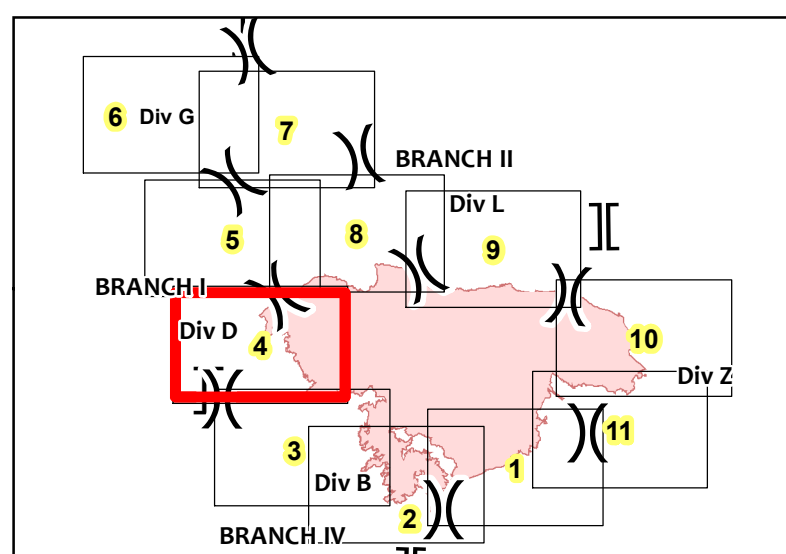 6 Div G
7
BRANCH II
Div L
5
8
9
BRANCH I
Div D
4
10
Div Z
3
11
Div B
1
2
BRANCH IV